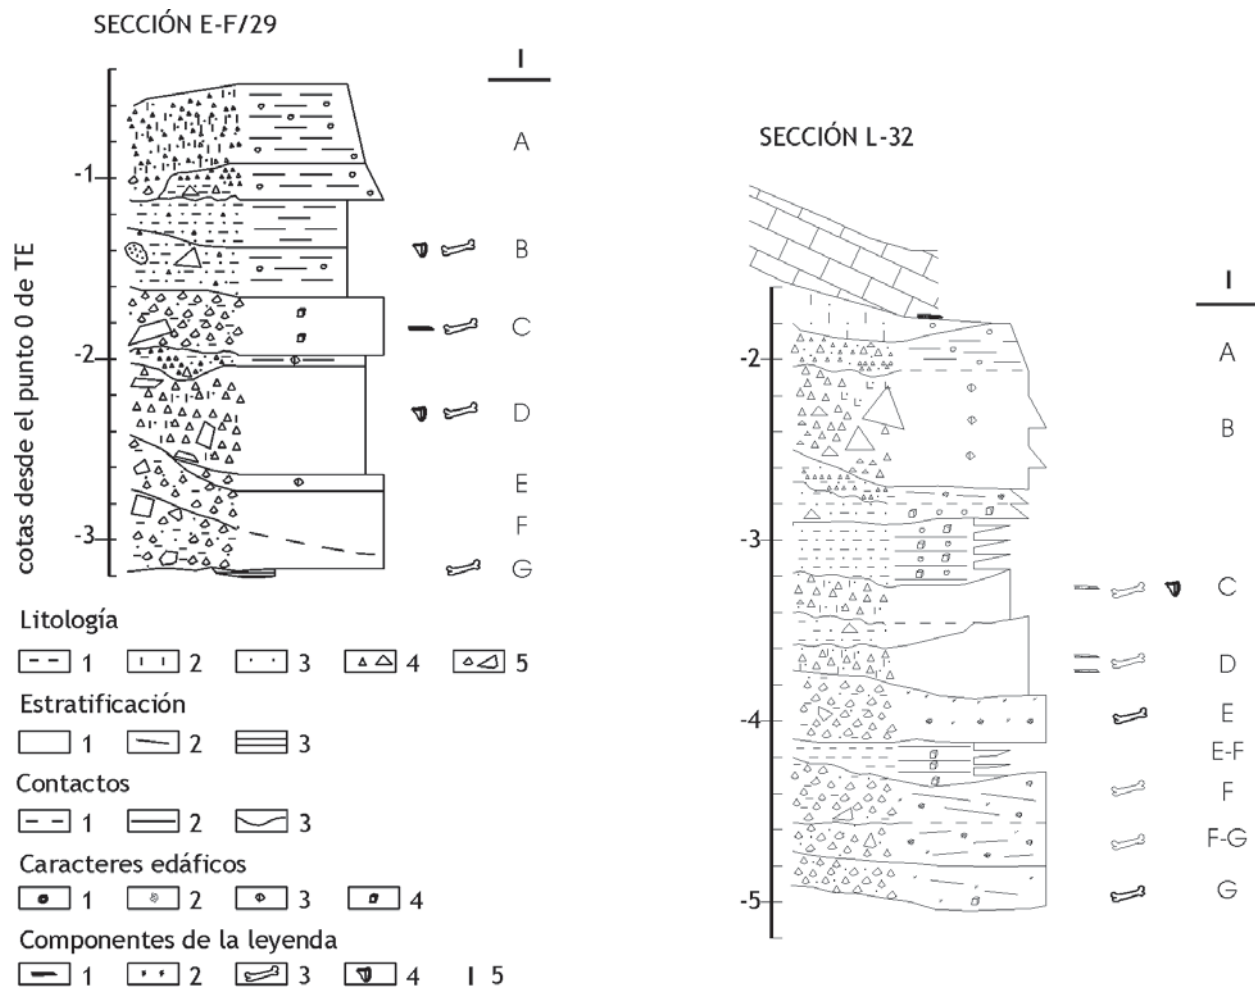 SECCIÓN E-F/29
I
A
-1
B
C
-2
D
E
F
-3
G
cotas desde el punto 0 de TE
SECCIÓN L-32
I
-2
A
B
-3
C
D
-4
E
E-F
F
F-G
-5
G
Litología
1 2 3 4 5
Estratificación
1 2 3
Contactos
1 2 3
Caracteres edáficos
1 2 3 4
Componentes de la leyenda
1 2 3 4 I 5